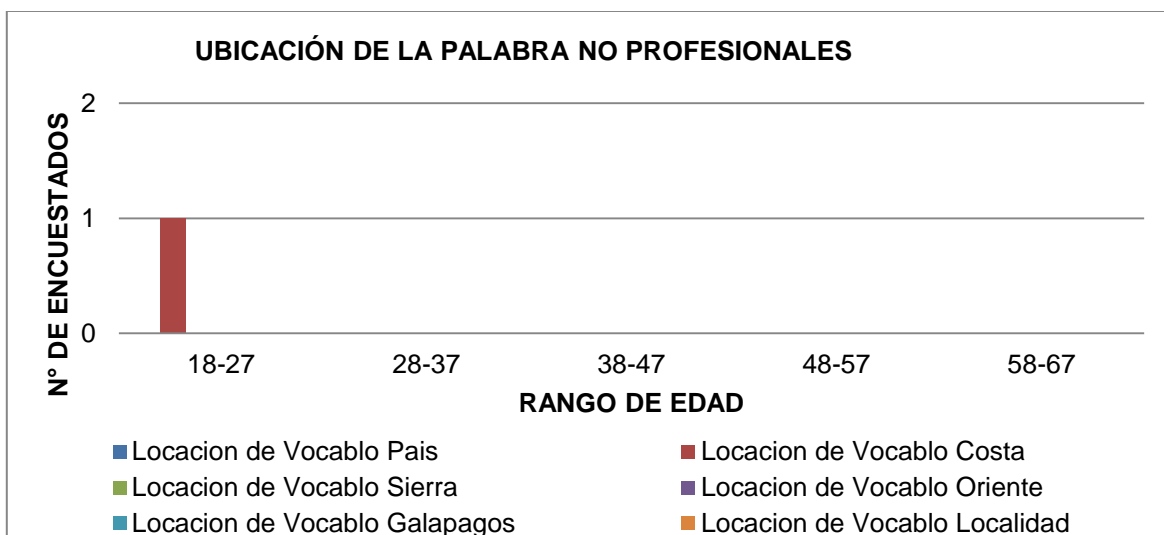 UBICACIÓN DE LA PALABRA NO PROFESIONALES
N° DE ENCUESTADOS
2
1
0
18-27 28-37 38-47 48-57 58-67
RANGO DE EDAD
Locacion de Vocablo Pais Locacion de Vocablo Costa
Locacion de Vocablo Sierra Locacion de Vocablo Oriente
Locacion de Vocablo Galapagos Locacion de Vocablo Localidad